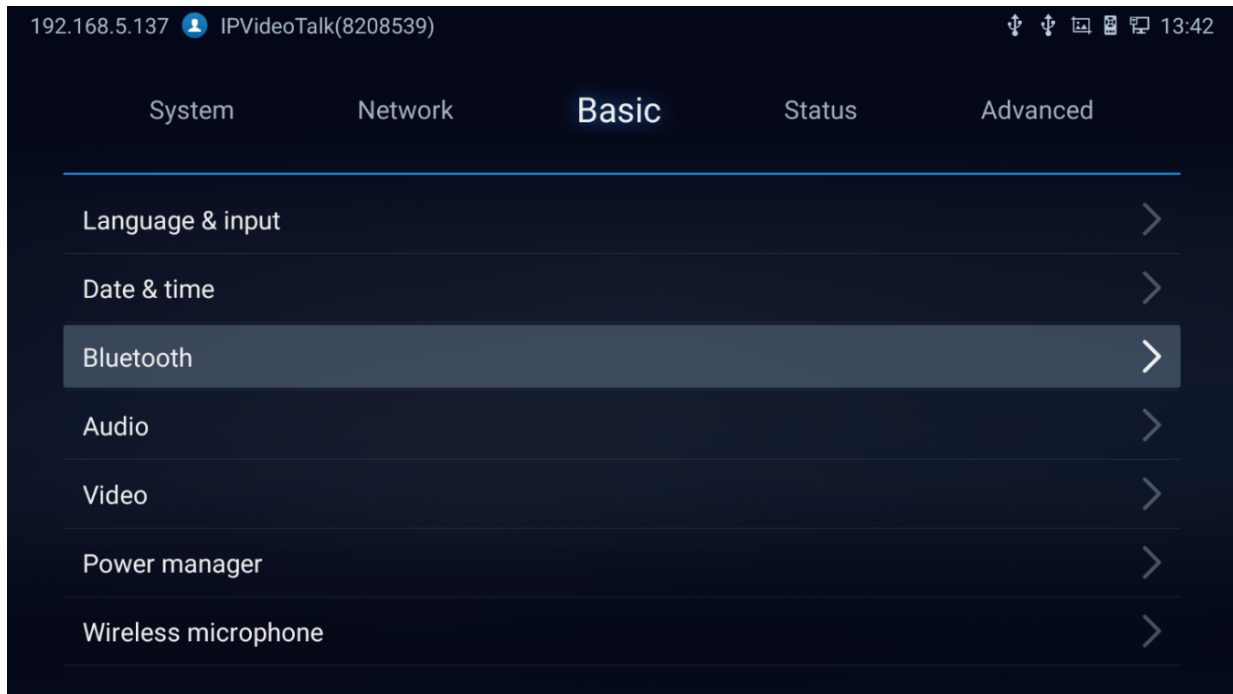 192.168.5.137 IPVideoTalk(8208539) 13:42
System Network Basic Status Advanced
Language & input
Date & time
Bluetooth
Audio
Video
Power manager
Wireless microphone